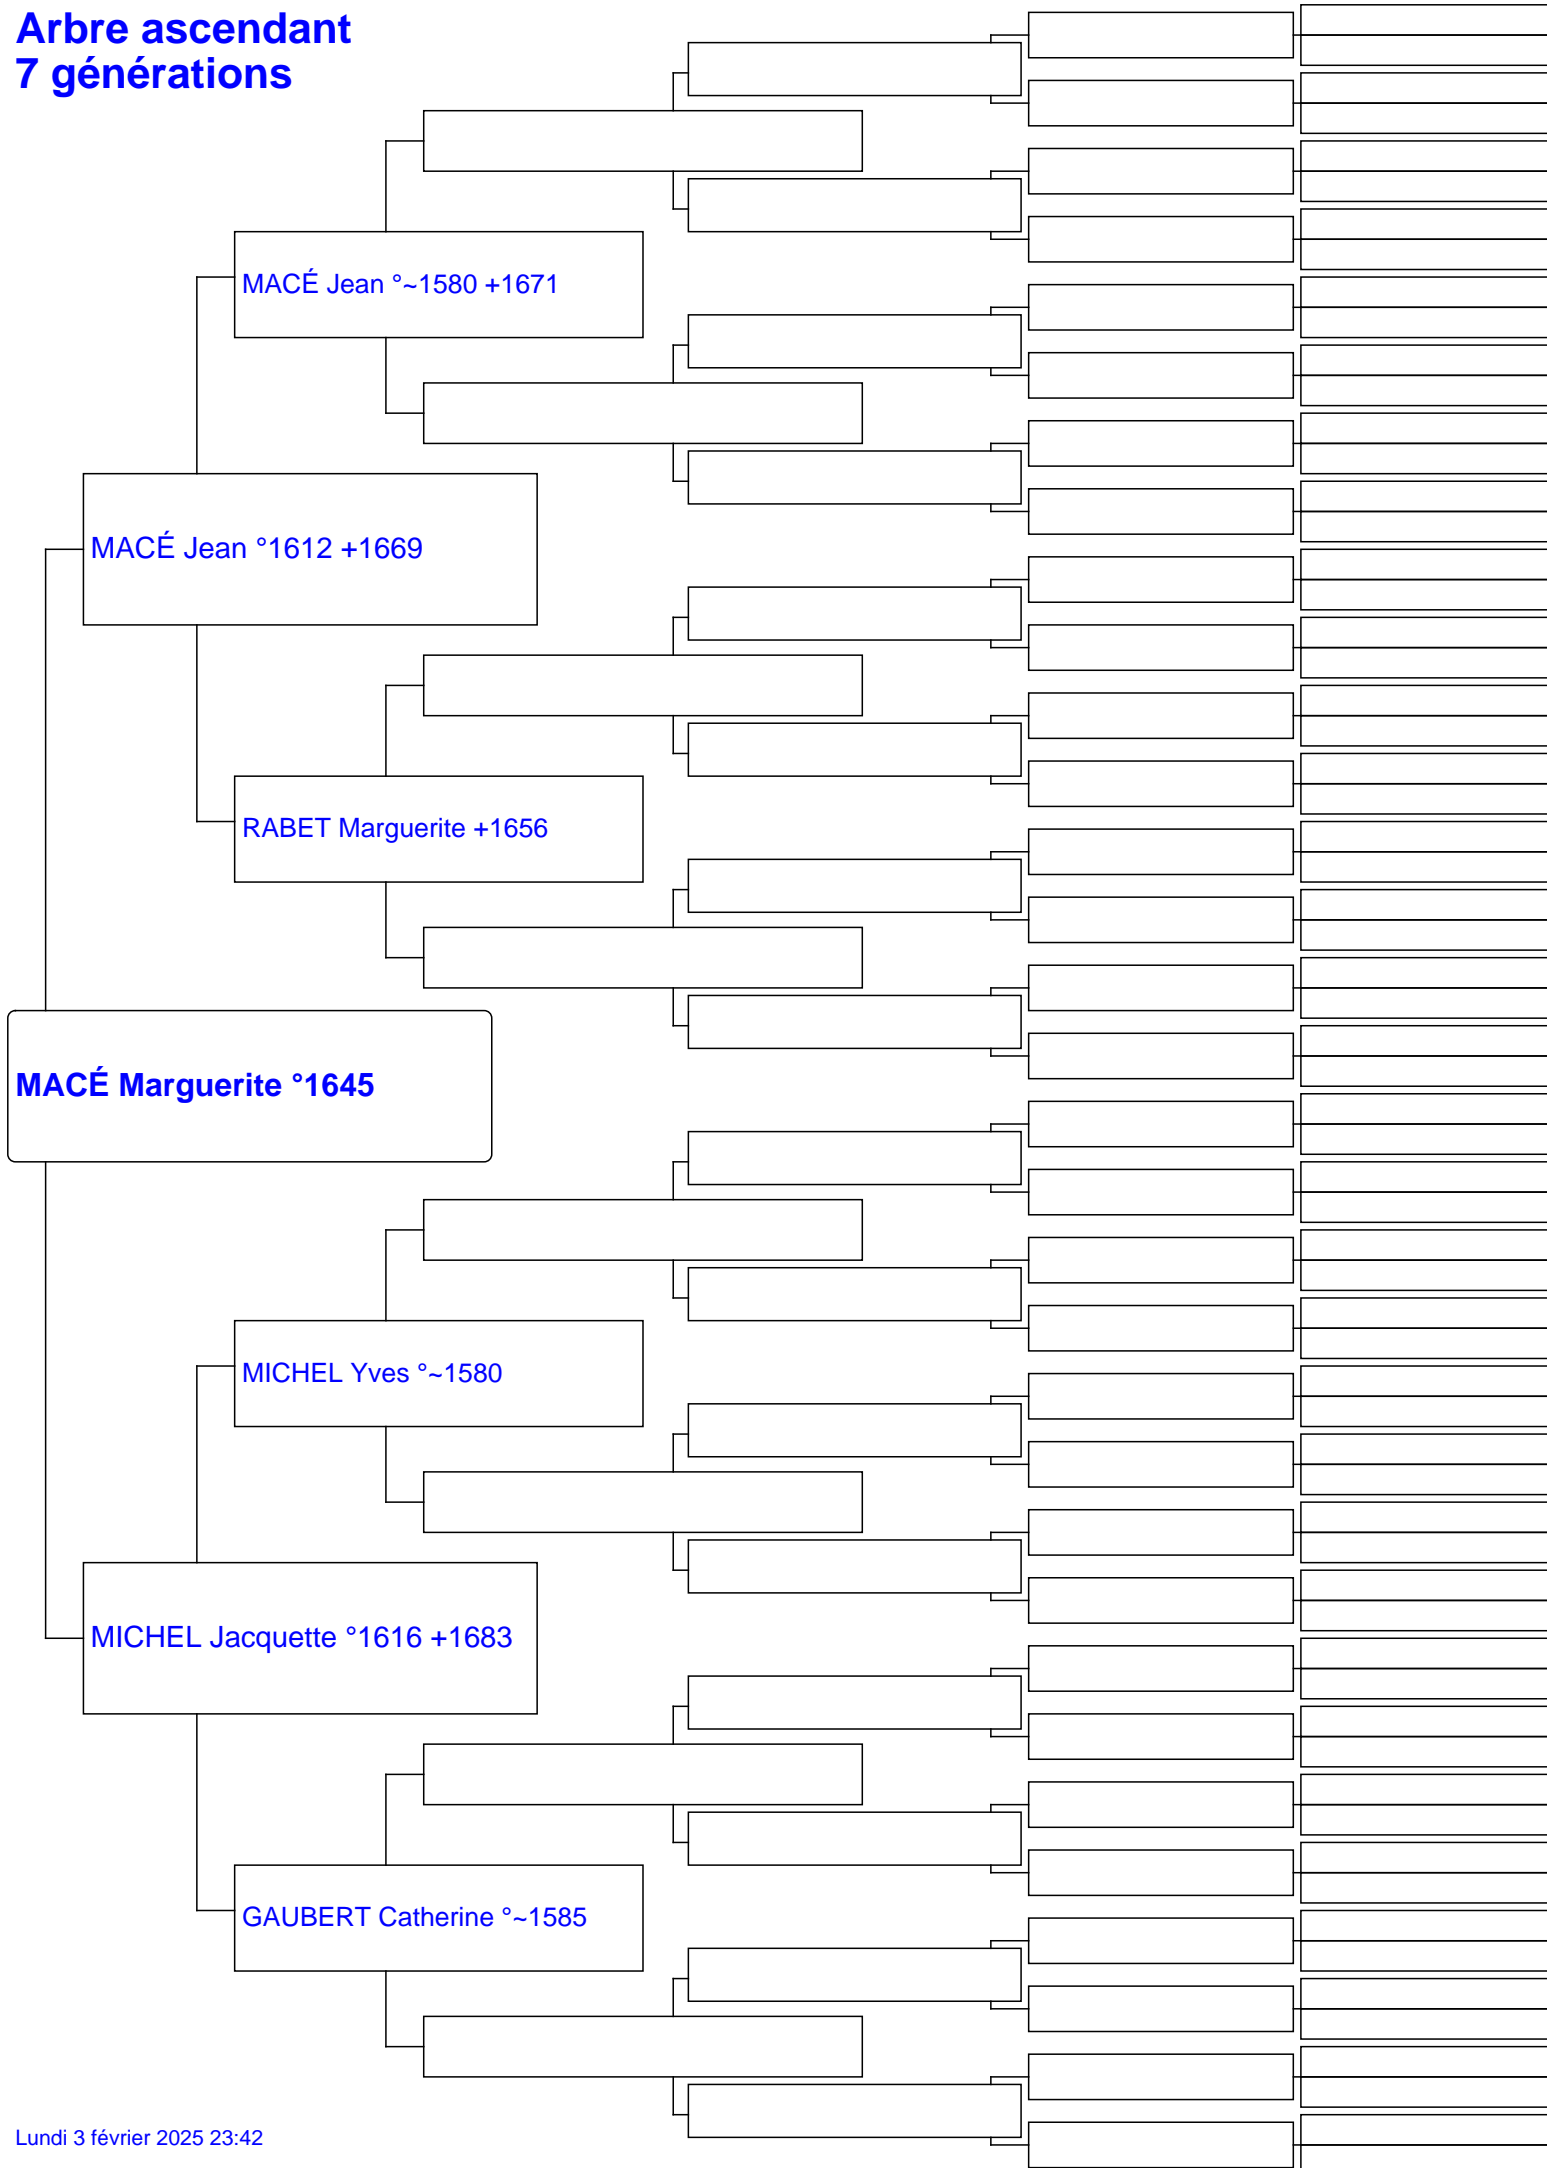 Arbre ascendant
7 générations
MACÉ Jean °~1580 +1671
MACÉ Jean °1612 +1669
RABET Marguerite +1656
MACÉ Marguerite °1645
MICHEL Yves °~1580
MICHEL Jacquette °1616 +1683
GAUBERT Catherine °~1585
Lundi 3 février 2025 23:42